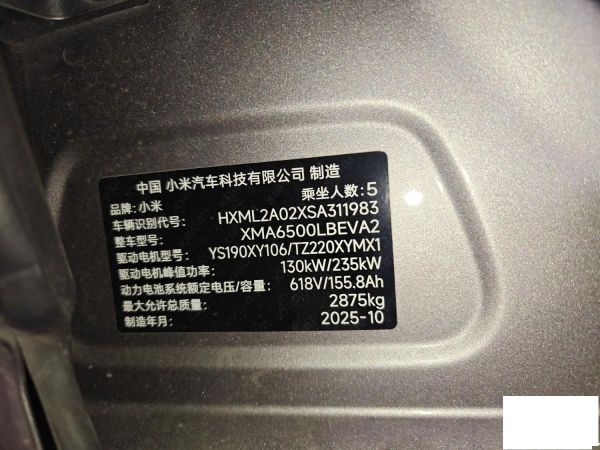 中国 小米汽车科技有限公司 制造
品牌:小米 乘坐人数:5
车辆识别代号: HXML2A02XSA311983
整车型号: XMA6500LBEVA2
驱动电机型号: YS190XY106/TZ220XYMX1
驱动电机峰值功率: 130kW/235kW
动力电池系统额定电压/容量: 618V/155.8Ah
最大允许总质量: 2875kg
制造年月: 2025-10